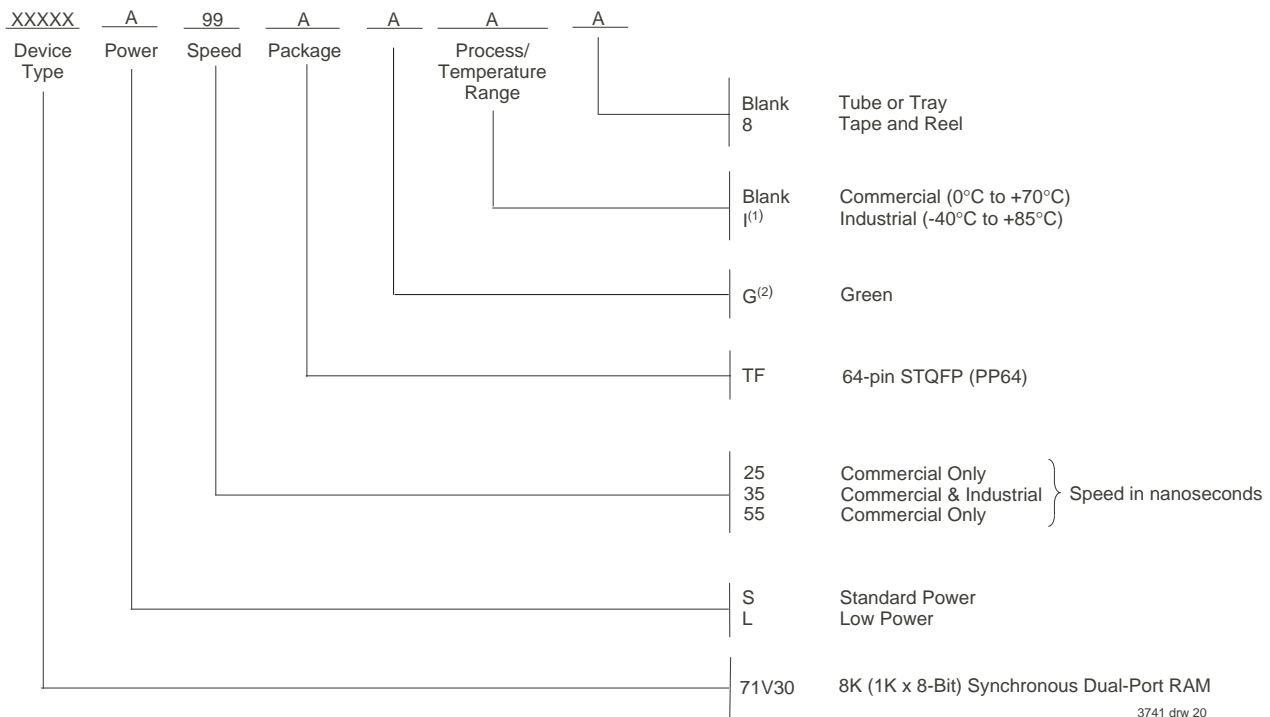 XXXXX A 99 A A A A
Device Type Power Speed Package Process/ Temperature Range
Blank Tube or Tray
8 Tape and Reel
Blank Commercial (0°C to +70°C)
I(1) Industrial (-40°C to +85°C)
G(2) Green
TF 64-pin STQFP (PP64)
25 Commercial Only
35 Commercial & Industrial Speed in nanoseconds
55 Commercial Only
S Standard Power
L Low Power
71V30 8K (1K x 8-Bit) Synchronous Dual-Port RAM
3741 drw 20